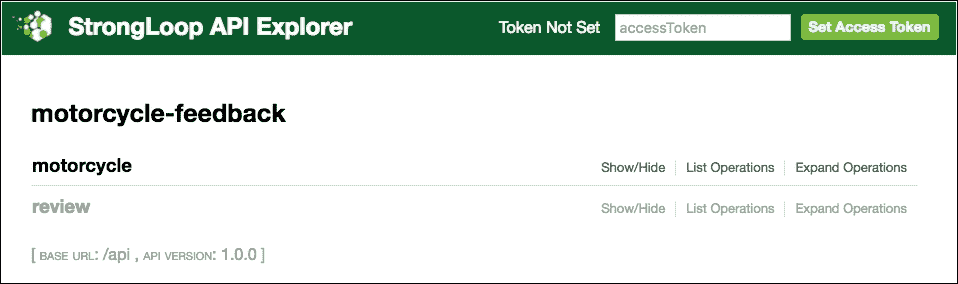 StrongLoop API Explorer Token Not Set accessToken Set Access Token
motorcycle-feedback
motorcycle Show/Hide List Operations Expand Operations
review Show/Hide List Operations Expand Operations
[ BASE URL: /api , API VERSION: 1.0.0 ]